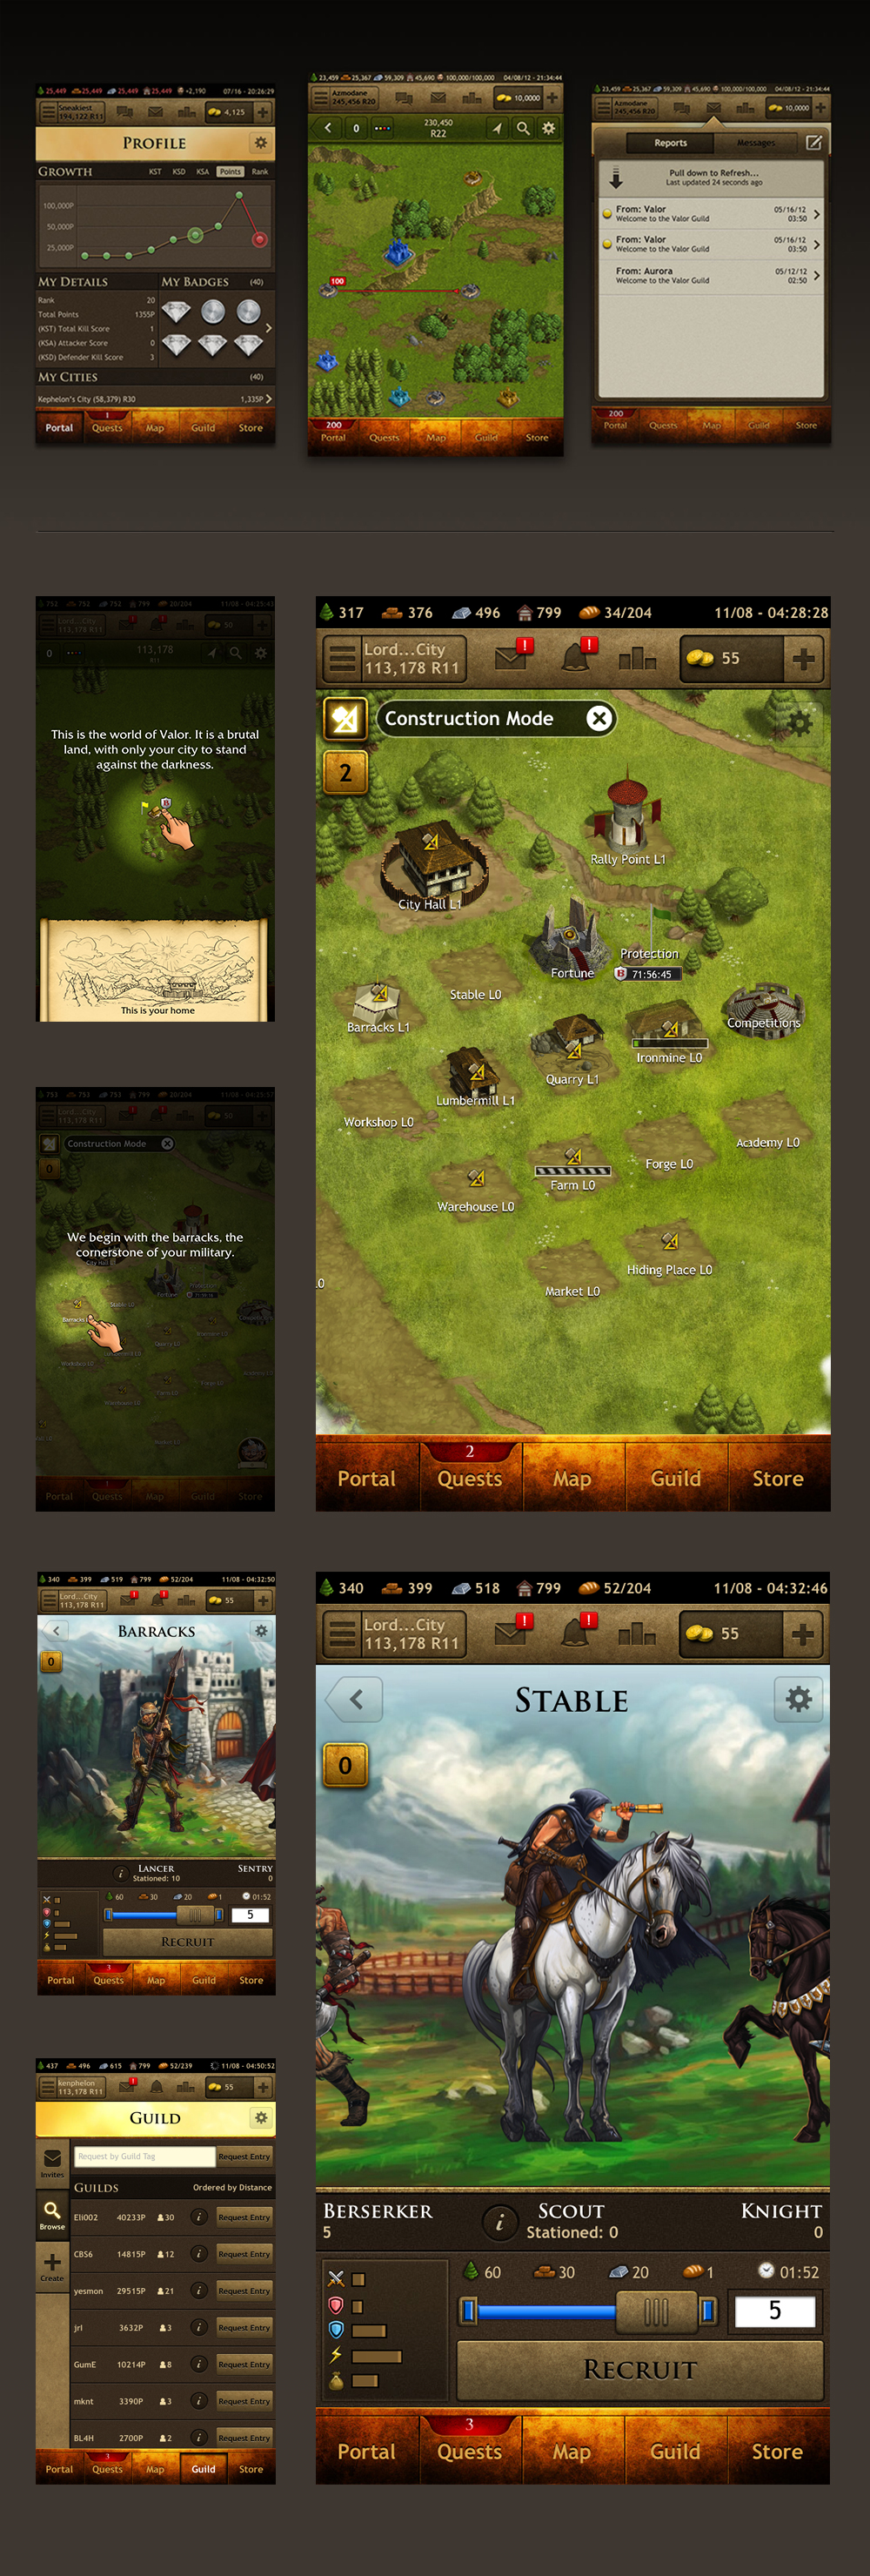 25,449 25,449 25,449 25,449 +2,190 07/16 - 20:26:29
Sneakiest
194,122 R11
4,125
PROFILE
GROWTH KST KSD KSA Points Rank
100,000P
50,000P
25,000P
MY DETAILS MY BADGES (40)
Rank 20
Total Points 1355P
(KST) Total Kill Score 1
(KSA) Attacker Score 0
(KSD) Defender Kill Score 3
MY CITIES (40)
Kephelon's City (58,379) R30 1,335P
1
Portal Quests Map Guild Store
23,459 25,367 59,309 45,690 100,000/100,000 04/08/12 - 21:34:44
Azmodane
245,456 R20
10,0000
0
230,450
R22
100
200
Portal Quests Map Guild Store
23,459 25,367 59,309 45,690 100,000/100,000 04/08/12 - 21:34:44
Azmodane
245,456 R20
10,0000
Reports Messages
Pull down to Refresh...
Last updated 24 seconds ago
From: Valor 05/16/12
Welcome to the Valor Guild 03:50
From: Valor 05/16/12
Welcome to the Valor Guild 03:50
From: Aurora 05/12/12
Welcome to the Valor Guild 02:50
200
Portal Quests Map Guild Store
752 752 752 799 20/204 11/08 - 04:25:43
Lord...City
113,178 R11
50
0
113,178
R11
This is the world of Valor. It is a brutal
land, with only your city to stand
against the darkness.
This is your home
317 376 496 799 34/204 11/08 - 04:28:28
Lord...City
113,178 R11
55
Construction Mode
2
Rally Point L1
City Hall L1
Protection
Fortune
71:56:45
Stable L0
Barracks L1
Competitions
Ironmine L0
Quarry L1
Lumbermill L1
Workshop L0
Academy L0
Forge L0
Farm L0
Warehouse L0
Hiding Place L0
.0
Market L0
2
Portal Quests Map Guild Store
753 753 753 799 20/204 11/08 - 04:25:57
Lord...City
113,178 R11
50
Construction Mode
0
We begin with the barracks, the
cornerstone of your military.
City Hall
Fortune
Stable L0
Barracks
Quarry L0
Workshop L0
Academy L0
Forge L0
Farm L0
Warehouse L0
Market L0
Portal Quests Map Guild Store
340 399 519 799 52/204 11/08 - 04:32:50
Lord...City
113,178 R11
55
BARRACKS
0
LANCER SENTRY
Stationed: 10 0
60 30 20 1 01:52
5
RECRUIT
3
Portal Quests Map Guild Store
340 399 518 799 52/204 11/08 - 04:32:46
Lord...City
113,178 R11
55
STABLE
0
BERSERKER SCOUT KNIGHT
5 Stationed: 0 0
60 30 20 1 01:52
5
RECRUIT
3
Portal Quests Map Guild Store
437 496 615 799 52/239 11/08 - 04:50:52
kenphelon
113,178 R11
55
GUILD
Invites
Browse
Create
Request by Guild Tag Request Entry
GUILDS Ordered by Distance
Eli002 40233P 30 Request Entry
CBS6 14815P 12 Request Entry
yesmon 29515P 21 Request Entry
jrl 3632P 3 Request Entry
GumE 10214P 8 Request Entry
mknt 3390P 3 Request Entry
BL4H 2700P 2 Request Entry
3
Portal Quests Map Guild Store